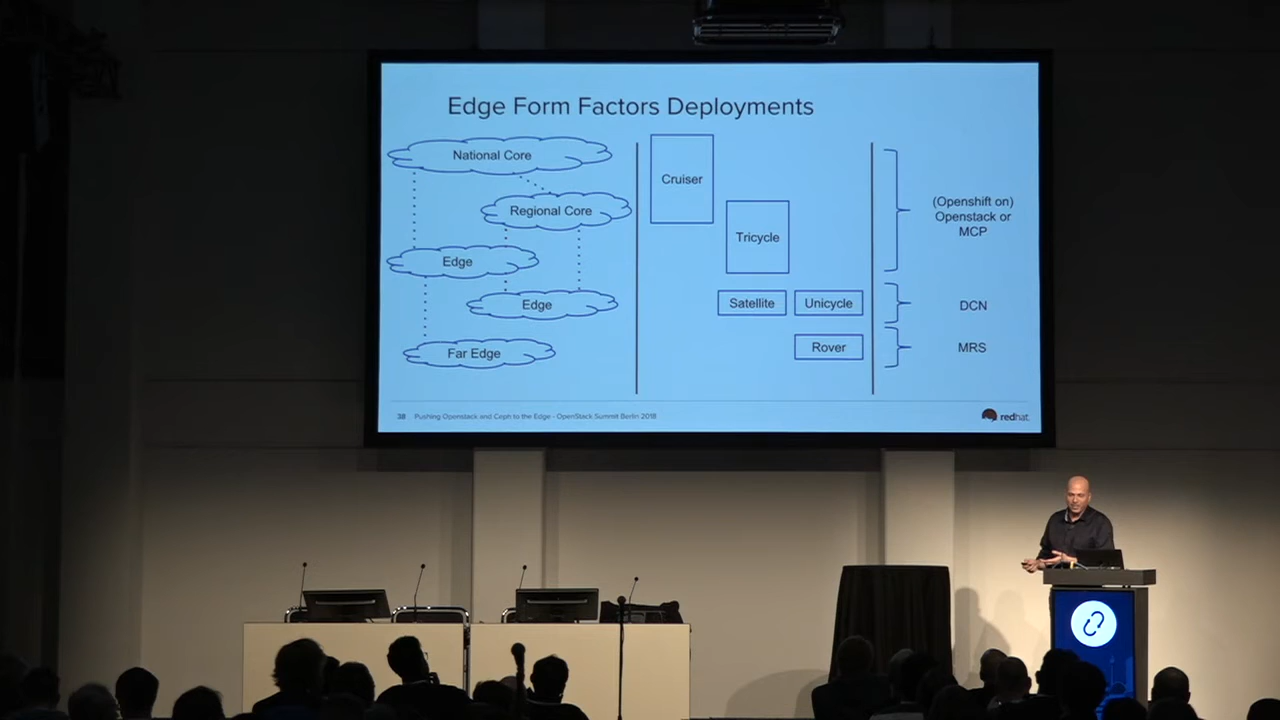 Edge Form Factors Deployments
National Core
Regional Core
Edge
Edge
Far Edge
Cruiser
Tricycle
Satellite
Unicycle
Rover
(Openshift on)
Openstack or
MCP
DCN
MRS
38 Pushing Openstack and Ceph to the Edge - OpenStack Summit Berlin 2018
redhat.